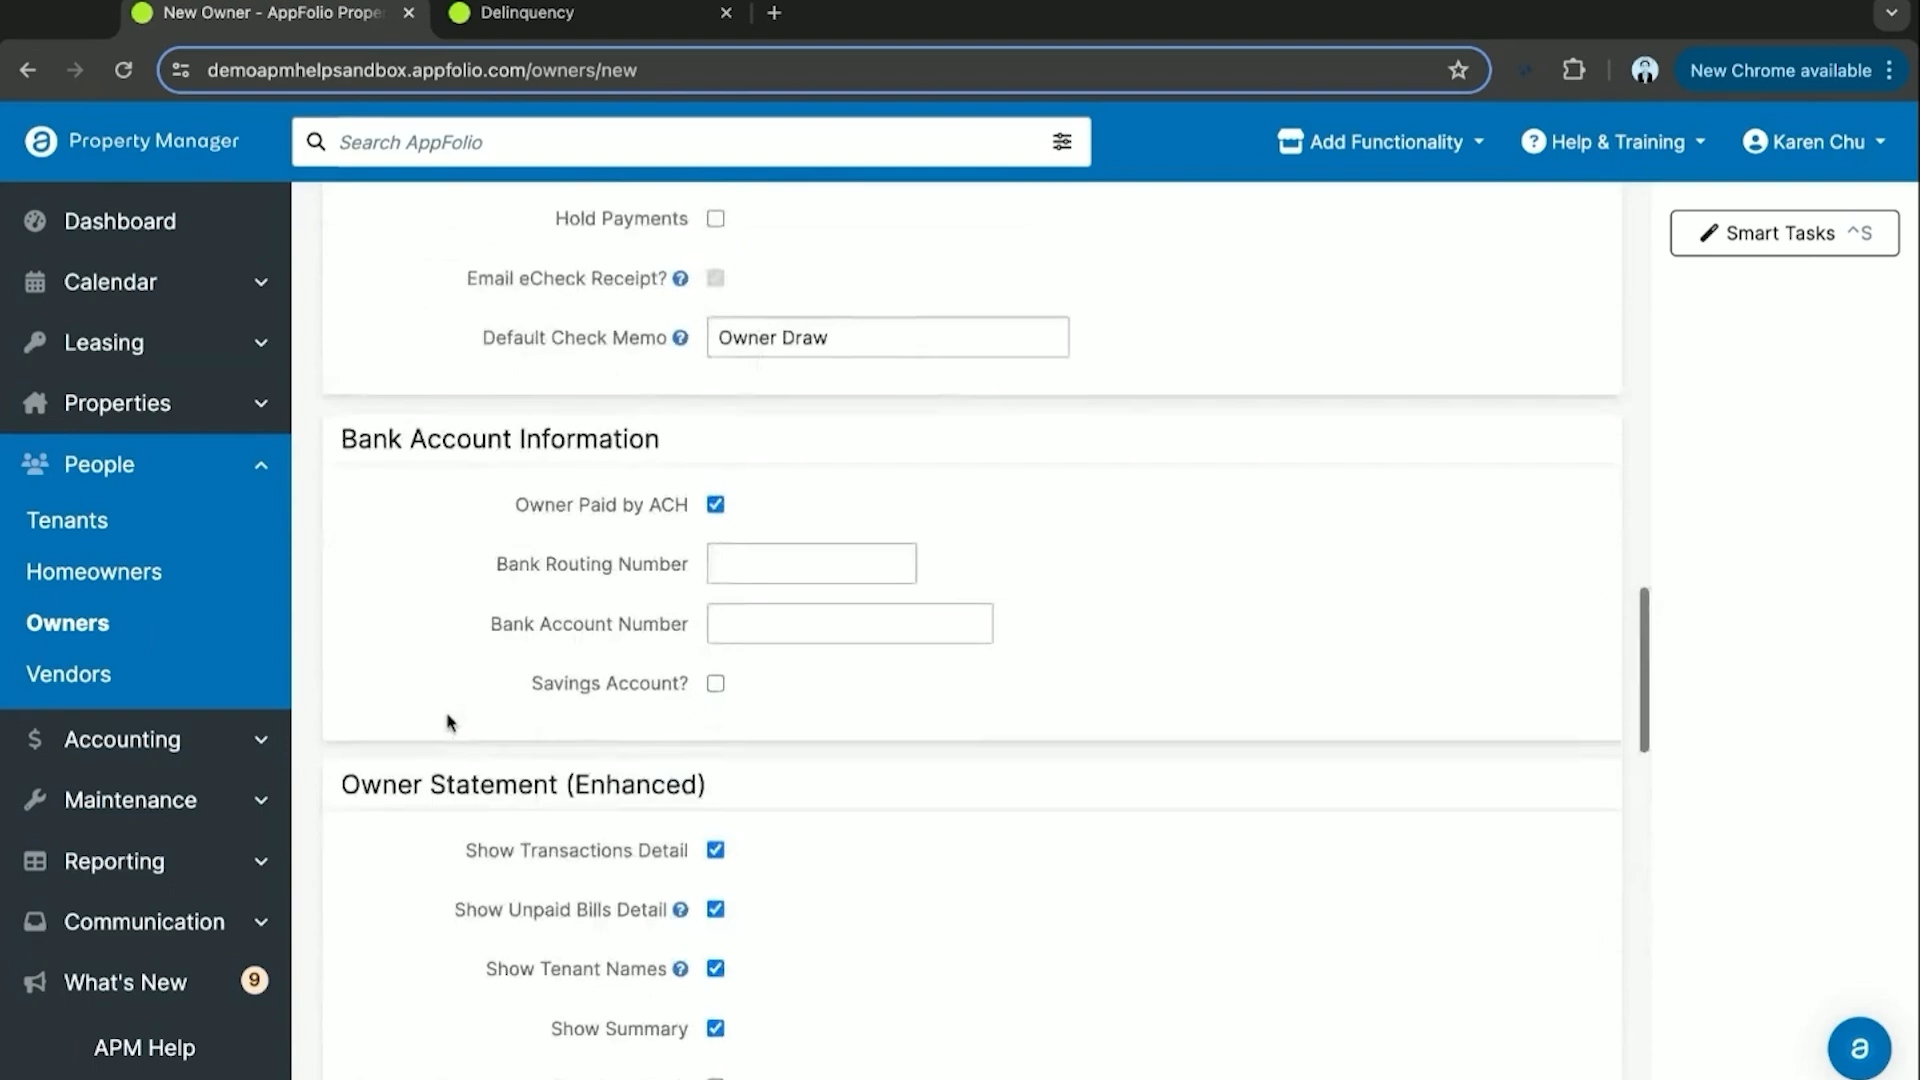 New Owner - AppFolio Prope
Delinquency
demoapmhelpsandbox.appfolio.com/owners/new
New Chrome available
Property Manager
Search AppFolio
Add Functionality
Help & Training
Karen Chu
Dashboard
Calendar
Leasing
Properties
People
Tenants
Homeowners
Owners
Vendors
Accounting
Maintenance
Reporting
Communication
What's New 9
APM Help
Hold Payments
Email eCheck Receipt?
Default Check Memo Owner Draw
Bank Account Information
Owner Paid by ACH
Bank Routing Number
Bank Account Number
Savings Account?
Owner Statement (Enhanced)
Show Transactions Detail
Show Unpaid Bills Detail
Show Tenant Names
Show Summary
Smart Tasks ^S